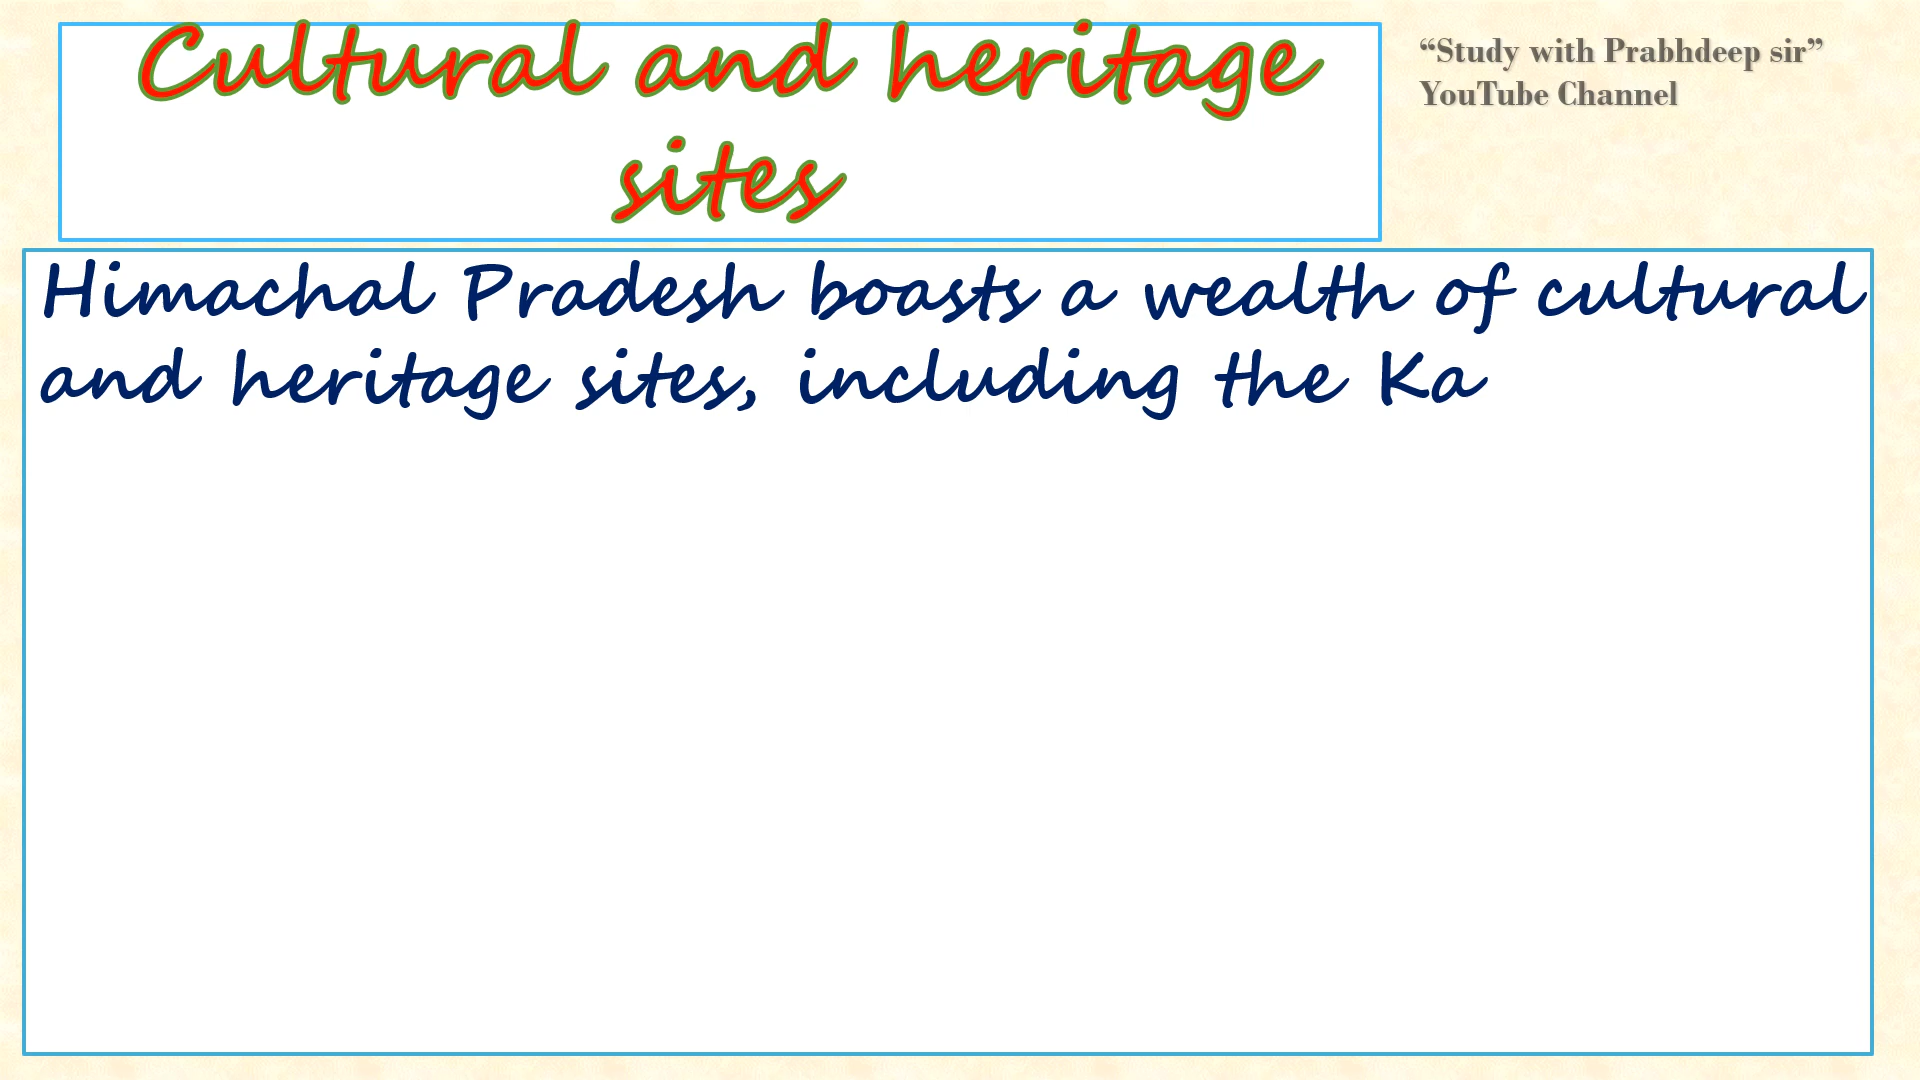 Cultural and heritage
sites
“Study with Prabhdeep sir”
YouTube Channel
Himachal Pradesh boasts a wealth of cultural
and heritage sites, including the Ka